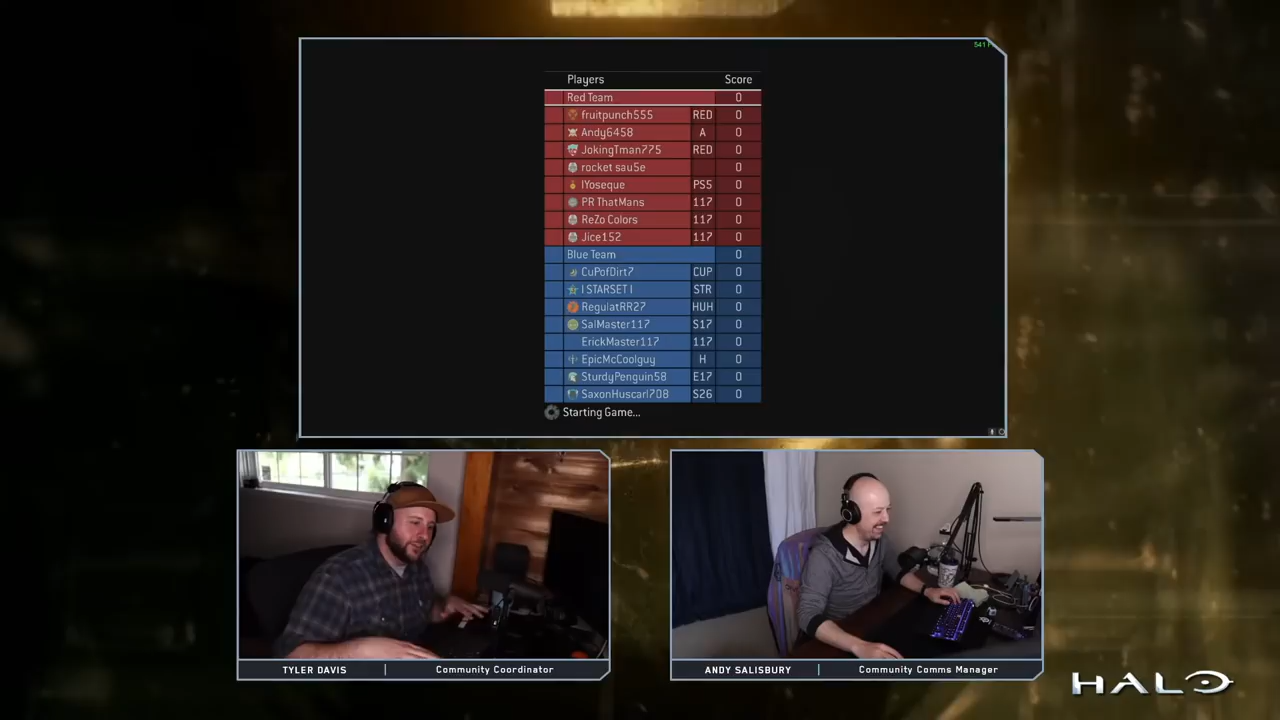 541 F
Players Score
Red Team 0
fruitpunch555 RED 0
Andy6458 A 0
JokingTman775 RED 0
rocket sau5e 0
lYoseque PS5 0
PR ThatMans 117 0
ReZo Colors 117 0
Jice152 117 0
Blue Team 0
CuPofDirt7 CUP 0
I STARSET I STR 0
RegulatRR27 HUH 0
SalMaster117 S17 0
ErickMaster117 117 0
EpicMcCoolguy H 0
SturdyPenguin58 E17 0
SaxonHuscarl708 S26 0
Starting Game...
TYLER DAVIS | Community Coordinator
ANDY SALISBURY | Community Comms Manager
HALO